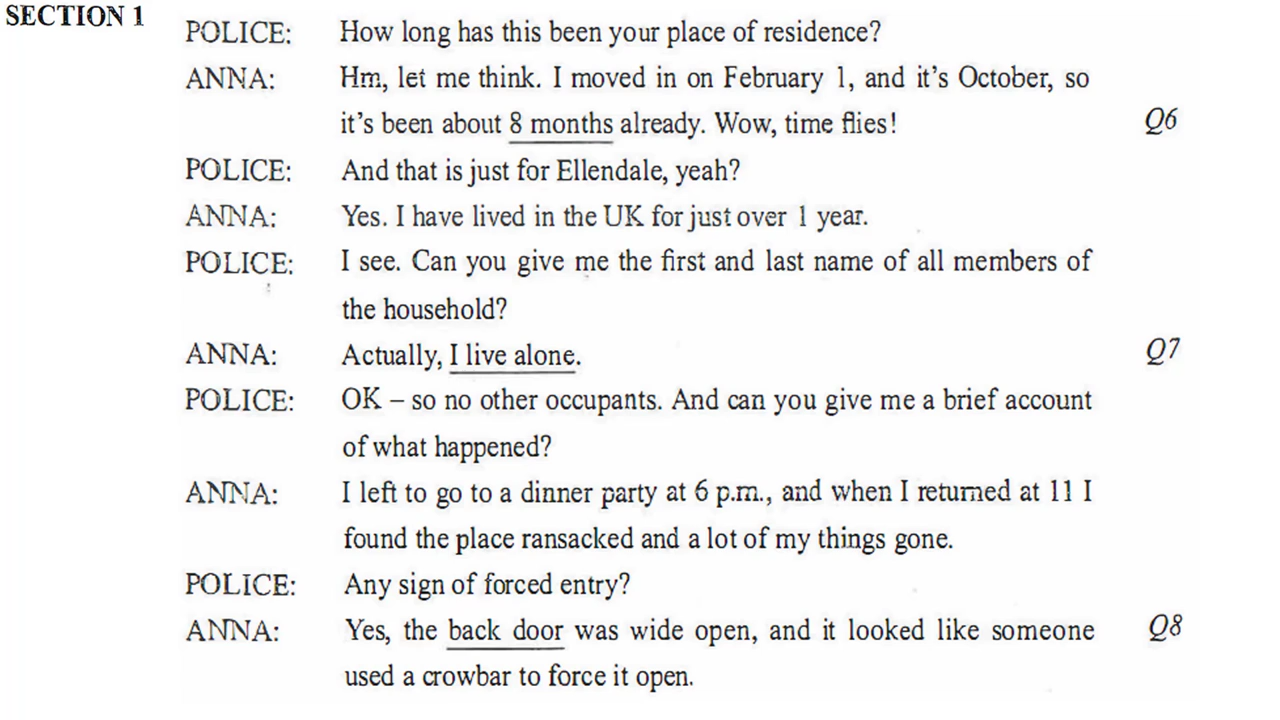 SECTION 1
POLICE: How long has this been your place of residence?
ANNA: Hm, let me think. I moved in on February 1, and it's October, so
it's been about 8 months already. Wow, time flies! Q6
POLICE: And that is just for Ellendale, yeah?
ANNA: Yes. I have lived in the UK for just over 1 year.
POLICE: I see. Can you give me the first and last name of all members of
the household?
ANNA: Actually, I live alone. Q7
POLICE: OK – so no other occupants. And can you give me a brief account
of what happened?
ANNA: I left to go to a dinner party at 6 p.m., and when I returned at 11 I
found the place ransacked and a lot of my things gone.
POLICE: Any sign of forced entry?
ANNA: Yes, the back door was wide open, and it looked like someone Q8
used a crowbar to force it open.